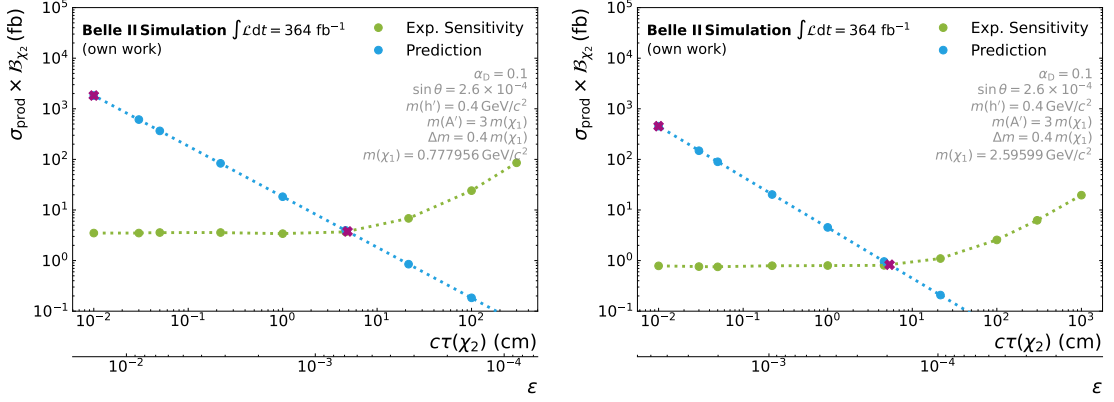 Belle II Simulation ∫ℒdt = 364 fb⁻¹
(own work)
Exp. Sensitivity
Prediction
α_D = 0.1
sin θ = 2.6 × 10⁻⁴
m(h′) = 0.4 GeV/c²
m(A′) = 3 m(χ₁)
Δm = 0.4 m(χ₁)
m(χ₁) = 0.777956 GeV/c²
σ_prod × ℬ_χ₂ (fb)
10⁵
10⁴
10³
10²
10¹
10⁰
10⁻¹
10⁻² 10⁻¹ 10⁰ 10¹ 10²
cτ(χ₂) (cm)
10⁻² 10⁻³ 10⁻⁴
ε
Belle II Simulation ∫ℒdt = 364 fb⁻¹
(own work)
Exp. Sensitivity
Prediction
α_D = 0.1
sin θ = 2.6 × 10⁻⁴
m(h′) = 0.4 GeV/c²
m(A′) = 3 m(χ₁)
Δm = 0.4 m(χ₁)
m(χ₁) = 2.59599 GeV/c²
σ_prod × ℬ_χ₂ (fb)
10⁵
10⁴
10³
10²
10¹
10⁰
10⁻¹
10⁻² 10⁻¹ 10⁰ 10¹ 10² 10³
cτ(χ₂) (cm)
10⁻³ 10⁻⁴
ε